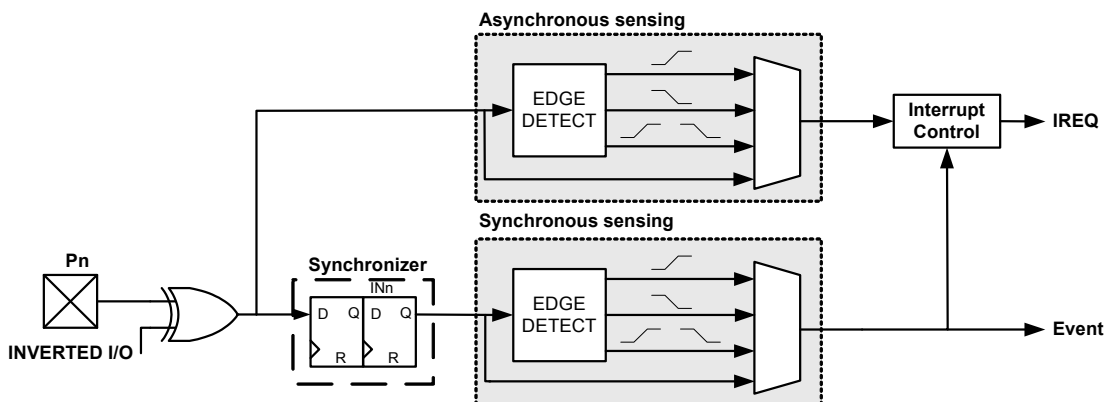 Asynchronous sensing
EDGE
DETECT
Interrupt
Control
IREQ
Synchronous sensing
Pn
Synchronizer
INn
D
Q
D
Q
R
R
EDGE
DETECT
INVERTED I/O
Event